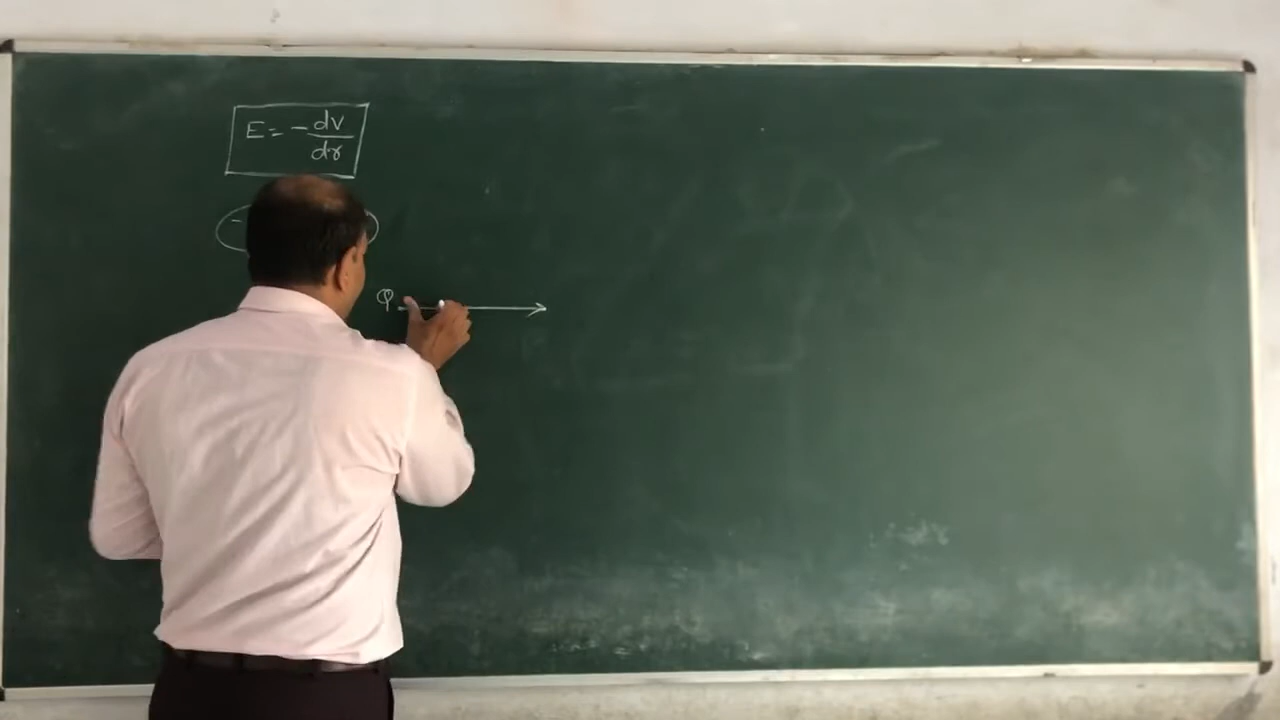 E = - dv/dr
φ